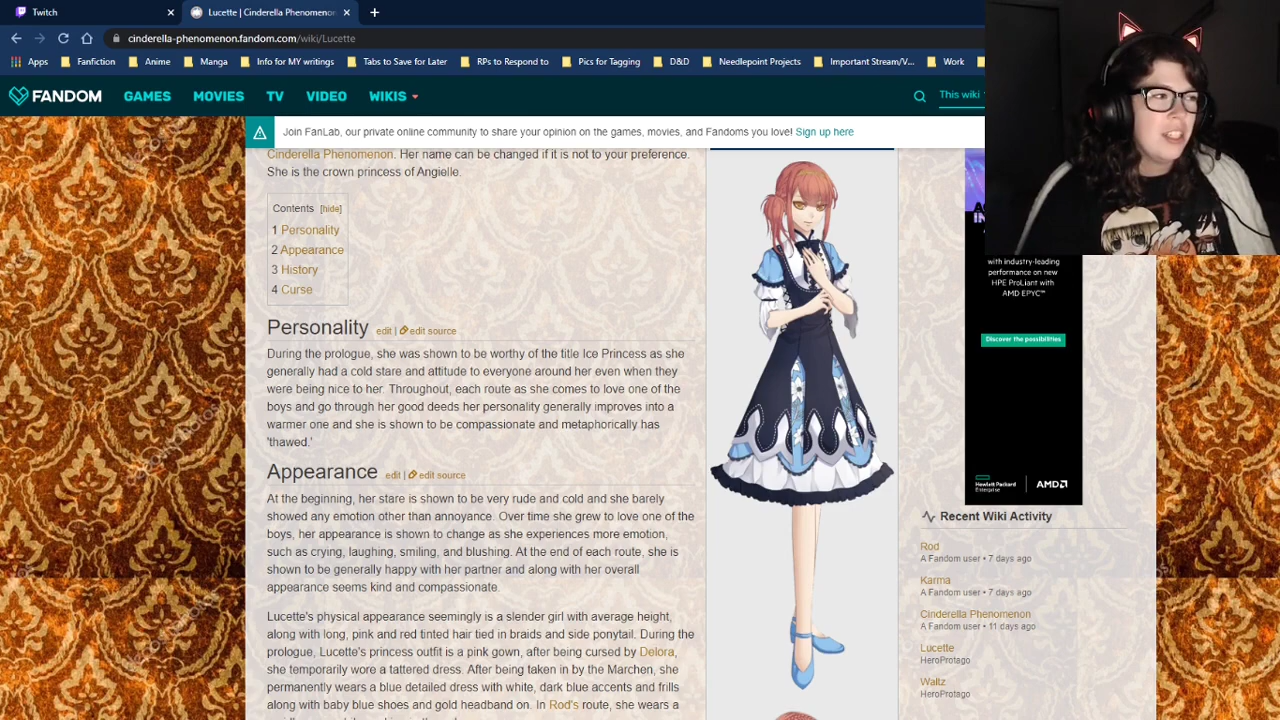 Twitch
Lucette | Cinderella Phenomenon
cinderella-phenomenon.fandom.com/wiki/Lucette
Apps Fanfiction Anime Manga Info for MY writings Tabs to Save for Later RPs to Respond to Pics for Tagging D&D Needlepoint Projects Important Stream/V... Work
FANDOM GAMES MOVIES TV VIDEO WIKIS This wiki
Join FanLab, our private online community to share your opinion on the games, movies, and Fandoms you love! Sign up here
Cinderella Phenomenon. Her name can be changed if it is not to your preference.
She is the crown princess of Angielle.
Contents [hide]
1 Personality
2 Appearance
3 History
4 Curse
Personality edit | edit source
During the prologue, she was shown to be worthy of the title Ice Princess as she
generally had a cold stare and attitude to everyone around her even when they
were being nice to her. Throughout, each route as she comes to love one of the
boys and go through her good deeds her personality generally improves into a
warmer one and she is shown to be compassionate and metaphorically has
'thawed.'
Appearance edit | edit source
At the beginning, her stare is shown to be very rude and cold and she barely
showed any emotion other than annoyance. Over time she grew to love one of the
boys, her appearance is shown to change as she experiences more emotion,
such as crying, laughing, smiling, and blushing. At the end of each route, she is
seen to be generally happy with her partner and along with her overall
appearance seems kind and compassionate.
Lucette's physical appearance seemingly is a slender girl with average height,
along with long, pink and red tinted hair tied in braids and side ponytail. During the
prologue, Lucette's princess outfit is a pink gown, after being cursed by Delora,
she temporarily wore a tattered dress. After being taken in by the Marchen, she
permanently wears a blue detailed dress with white, dark blue accents and frills
along with baby blue shoes and gold headband on. In Rod's route, she wears a
with industry-leading
performance on new
HPE ProLiant with
AMD EPYC™
Discover the possibilities
Hewlett Packard
Enterprise
AMD
Recent Wiki Activity
Rod
A Fandom user • 7 days ago
Karma
A Fandom user • 7 days ago
Cinderella Phenomenon
A Fandom user • 11 days ago
Lucette
HeroProtago
Waltz
HeroProtago